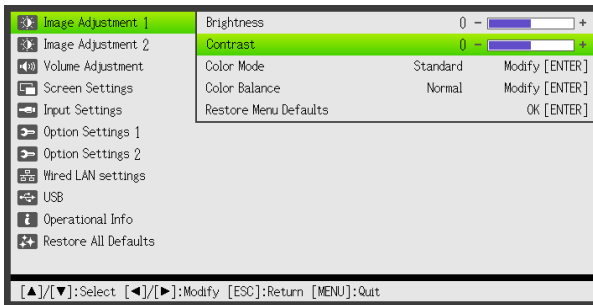 Image Adjustment 1
Image Adjustment 2
Volume Adjustment
Screen Settings
Input Settings
Option Settings 1
Option Settings 2
Wired LAN settings
USB
Operational Info
Restore All Defaults
Brightness 0 - +
Contrast 0 - +
Color Mode Standard Modify [ENTER]
Color Balance Normal Modify [ENTER]
Restore Menu Defaults OK [ENTER]
[▲]/[▼]:Select [◄]/[►]:Modify [ESC]:Return [MENU]:Quit